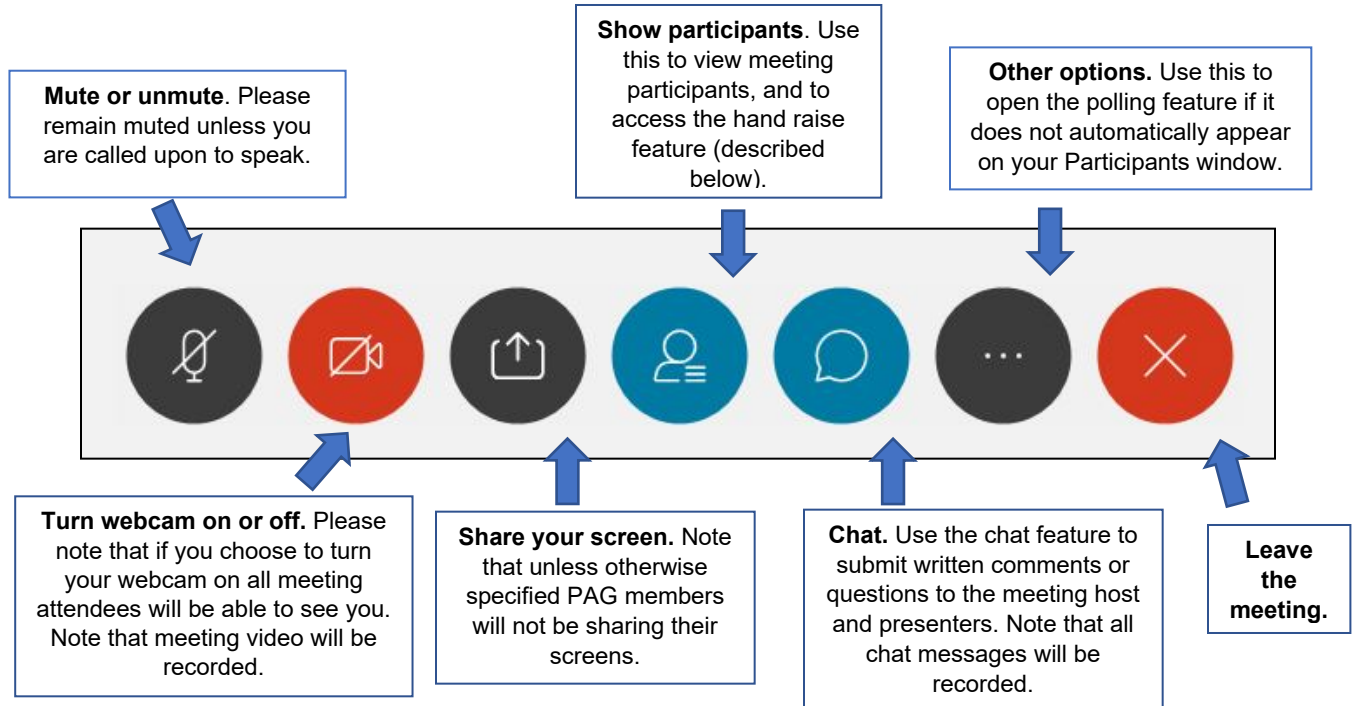 Show participants. Use
this to view meeting
participants, and to
access the hand raise
feature (described
below).
Other options. Use this to
open the polling feature if it
does not automatically appear
on your Participants window.
Mute or unmute. Please
remain muted unless you
are called upon to speak.
Turn webcam on or off. Please
note that if you choose to turn
your webcam on all meeting
attendees will be able to see you.
Note that meeting video will be
recorded.
Share your screen. Note
that unless otherwise
specified PAG members
will not be sharing their
screens.
Chat. Use the chat feature to
submit written comments or
questions to the meeting host
and presenters. Note that all
chat messages will be
recorded.
Leave
the
meeting.